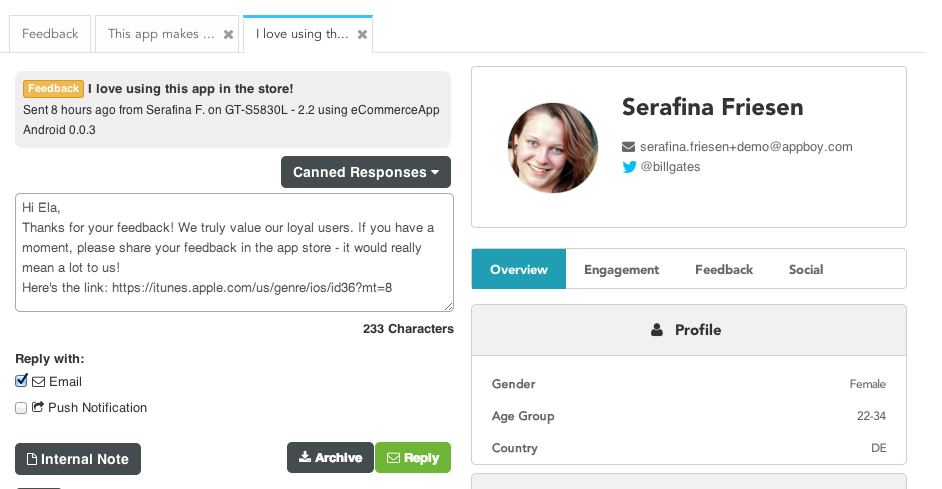 Feedback
This app makes ...
I love using th...
Feedback I love using this app in the store!
Sent 8 hours ago from Serafina F. on GT-S5830L - 2.2 using eCommerceApp
Android 0.0.3
Canned Responses
Hi Ela,
Thanks for your feedback! We truly value our loyal users. If you have a
moment, please share your feedback in the app store - it would really
mean a lot to us!
Here's the link: https://itunes.apple.com/us/genre/ios/id36?mt=8
233 Characters
Reply with:
Email
Push Notification
Internal Note
Archive
Reply
Serafina Friesen
serafina.friesen+demo@appboy.com
@billgates
Overview
Engagement
Feedback
Social
Profile
Gender Female
Age Group 22-34
Country DE